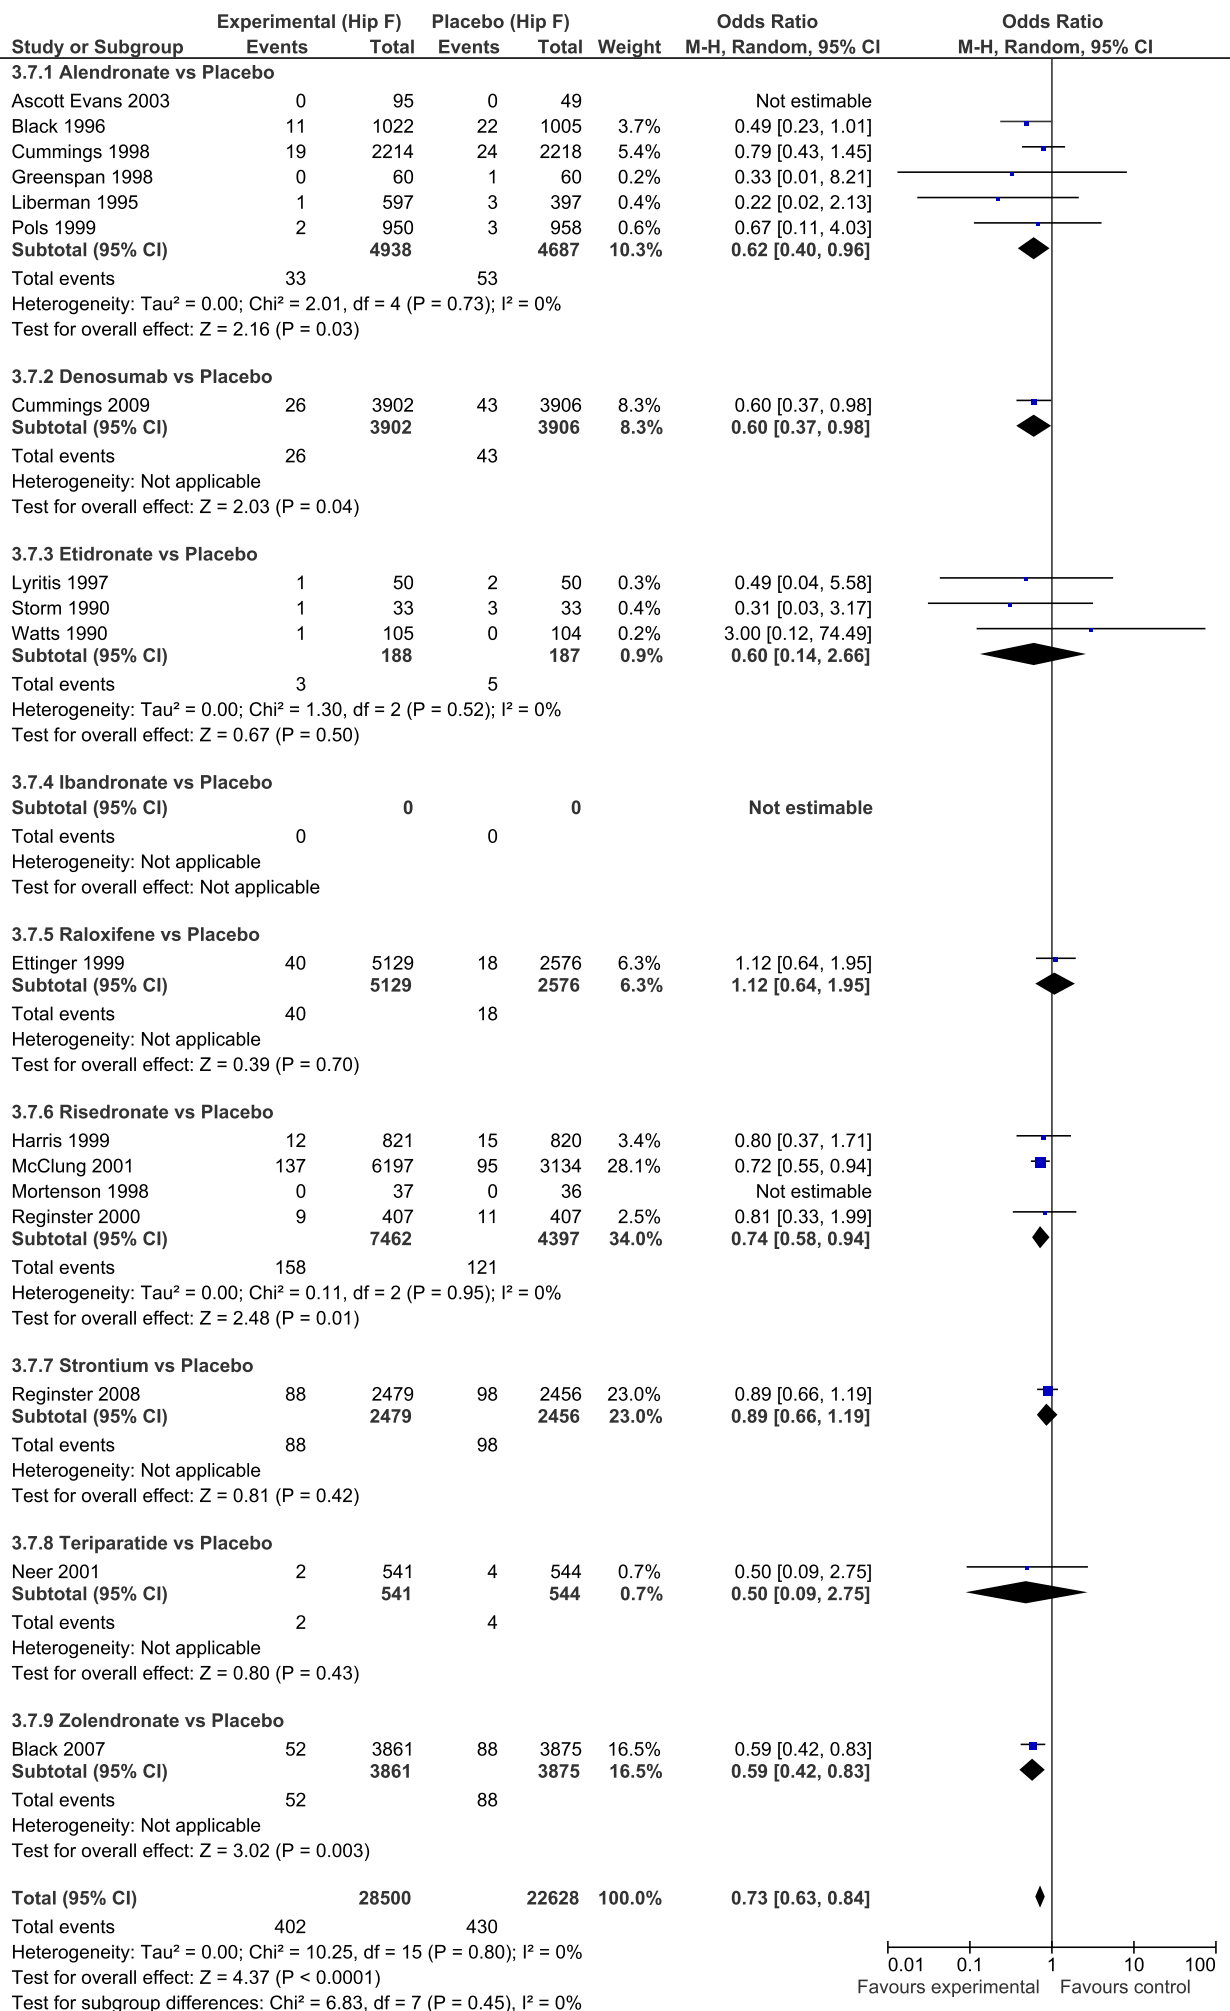 Experimental (Hip F) Placebo (Hip F) Odds Ratio Odds Ratio
Study or Subgroup Events Total Events Total Weight M-H, Random, 95% CI M-H, Random, 95% CI
3.7.1 Alendronate vs Placebo
Ascott Evans 2003 0 95 0 49 Not estimable
Black 1996 11 1022 22 1005 3.7% 0.49 [0.23, 1.01]
Cummings 1998 19 2214 24 2218 5.4% 0.79 [0.43, 1.45]
Greenspan 1998 0 60 1 60 0.2% 0.33 [0.01, 8.21]
Liberman 1995 1 597 3 397 0.4% 0.22 [0.02, 2.13]
Pols 1999 2 950 3 958 0.6% 0.67 [0.11, 4.03]
Subtotal (95% CI) 4938 4687 10.3% 0.62 [0.40, 0.96]
Total events 33 53
Heterogeneity: Tau² = 0.00; Chi² = 2.01, df = 4 (P = 0.73); I² = 0%
Test for overall effect: Z = 2.16 (P = 0.03)
3.7.2 Denosumab vs Placebo
Cummings 2009 26 3902 43 3906 8.3% 0.60 [0.37, 0.98]
Subtotal (95% CI) 3902 3906 8.3% 0.60 [0.37, 0.98]
Total events 26 43
Heterogeneity: Not applicable
Test for overall effect: Z = 2.03 (P = 0.04)
3.7.3 Etidronate vs Placebo
Lyritis 1997 1 50 2 50 0.3% 0.49 [0.04, 5.58]
Storm 1990 1 33 3 33 0.4% 0.31 [0.03, 3.17]
Watts 1990 1 105 0 104 0.2% 3.00 [0.12, 74.49]
Subtotal (95% CI) 188 187 0.9% 0.60 [0.14, 2.66]
Total events 3 5
Heterogeneity: Tau² = 0.00; Chi² = 1.30, df = 2 (P = 0.52); I² = 0%
Test for overall effect: Z = 0.67 (P = 0.50)
3.7.4 Ibandronate vs Placebo
Subtotal (95% CI) 0 0 Not estimable
Total events 0 0
Heterogeneity: Not applicable
Test for overall effect: Not applicable
3.7.5 Raloxifene vs Placebo
Ettinger 1999 40 5129 18 2576 6.3% 1.12 [0.64, 1.95]
Subtotal (95% CI) 5129 2576 6.3% 1.12 [0.64, 1.95]
Total events 40 18
Heterogeneity: Not applicable
Test for overall effect: Z = 0.39 (P = 0.70)
3.7.6 Risedronate vs Placebo
Harris 1999 12 821 15 820 3.4% 0.80 [0.37, 1.71]
McClung 2001 137 6197 95 3134 28.1% 0.72 [0.55, 0.94]
Mortenson 1998 0 37 0 36 Not estimable
Reginster 2000 9 407 11 407 2.5% 0.81 [0.33, 1.99]
Subtotal (95% CI) 7462 4397 34.0% 0.74 [0.58, 0.94]
Total events 158 121
Heterogeneity: Tau² = 0.00; Chi² = 0.11, df = 2 (P = 0.95); I² = 0%
Test for overall effect: Z = 2.48 (P = 0.01)
3.7.7 Strontium vs Placebo
Reginster 2008 88 2479 98 2456 23.0% 0.89 [0.66, 1.19]
Subtotal (95% CI) 2479 2456 23.0% 0.89 [0.66, 1.19]
Total events 88 98
Heterogeneity: Not applicable
Test for overall effect: Z = 0.81 (P = 0.42)
3.7.8 Teriparatide vs Placebo
Neer 2001 2 541 4 544 0.7% 0.50 [0.09, 2.75]
Subtotal (95% CI) 541 544 0.7% 0.50 [0.09, 2.75]
Total events 2 4
Heterogeneity: Not applicable
Test for overall effect: Z = 0.80 (P = 0.43)
3.7.9 Zolendronate vs Placebo
Black 2007 52 3861 88 3875 16.5% 0.59 [0.42, 0.83]
Subtotal (95% CI) 3861 3875 16.5% 0.59 [0.42, 0.83]
Total events 52 88
Heterogeneity: Not applicable
Test for overall effect: Z = 3.02 (P = 0.003)
Total (95% CI) 28500 22628 100.0% 0.73 [0.63, 0.84]
Total events 402 430
Heterogeneity: Tau² = 0.00; Chi² = 10.25, df = 15 (P = 0.80); I² = 0%
Test for overall effect: Z = 4.37 (P < 0.0001)
Test for subgroup differences: Chi² = 6.83, df = 7 (P = 0.45), I² = 0%
0.01 0.1 1 10 100
Favours experimental Favours control